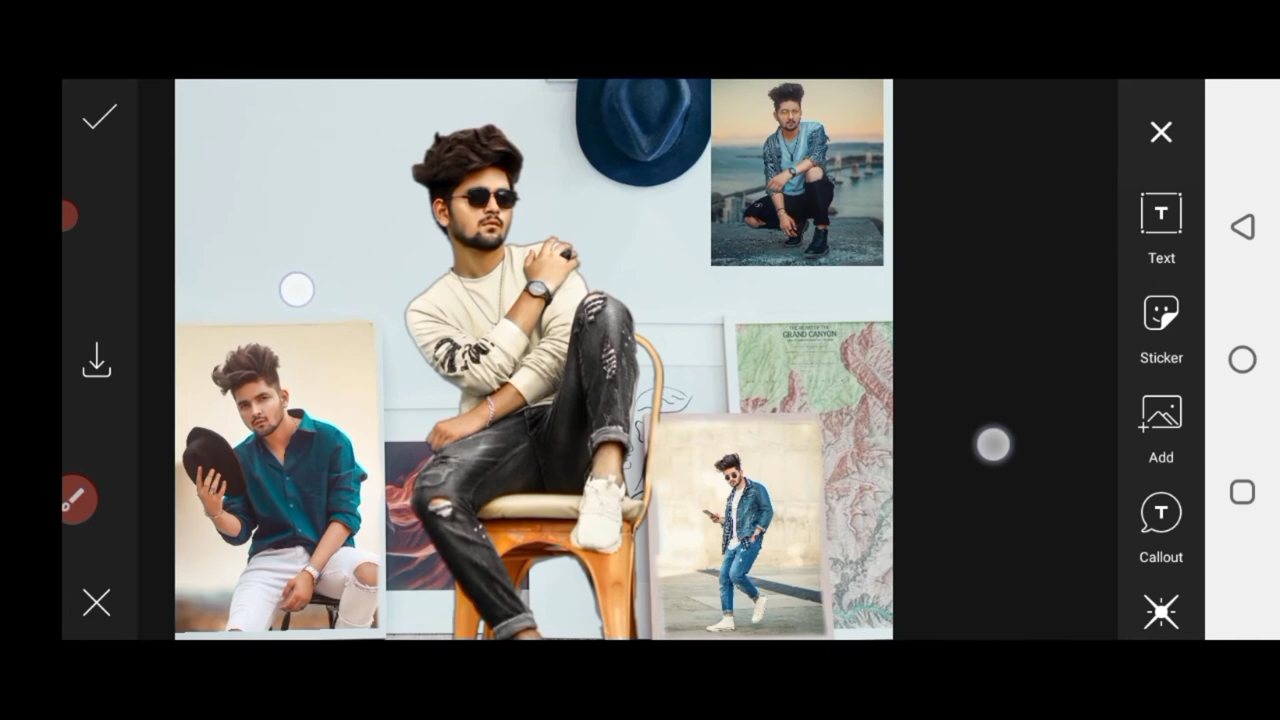 THE HEART OF THE
GRAND CANYON
T
Text
Sticker
Add
T
Callout